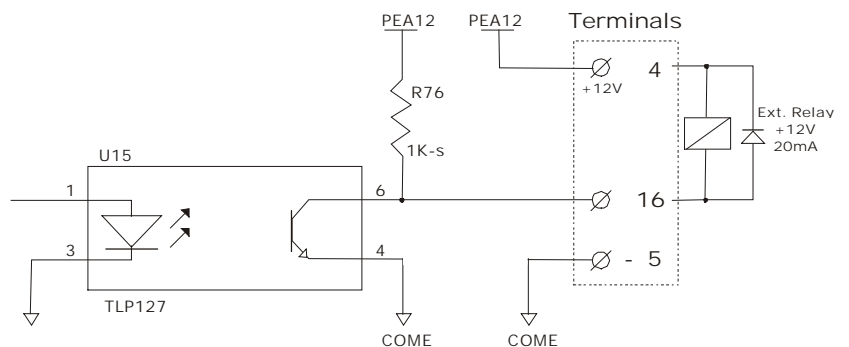 PEA12
PEA12
Terminals
4
+12V
R76
1K-s
Ext. Relay
+12V
20mA
U15
1
6
16
3
4
- 5
TLP127
COME
COME